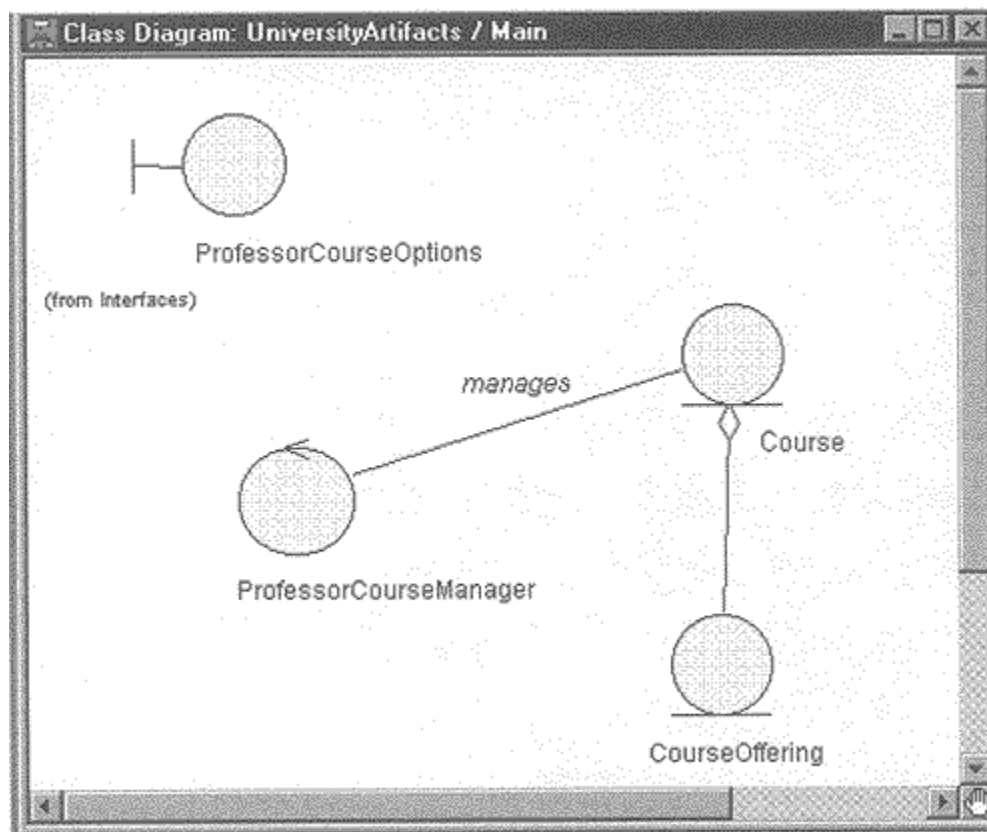 Class Diagram: UniversityArtifacts / Main
ProfessorCourseOptions
(from Interfaces)
manages
Course
ProfessorCourseManager
CourseOffering